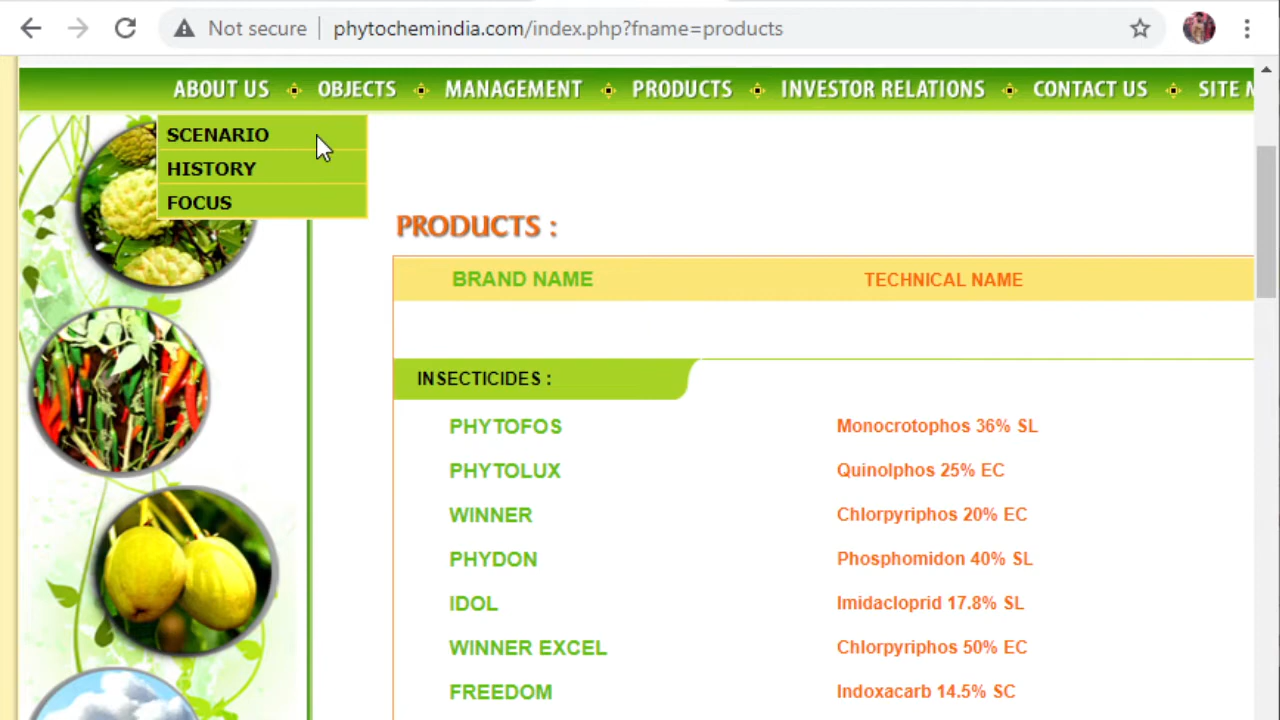 Not secure phytochemindia.com/index.php?fname=products
ABOUT US OBJECTS MANAGEMENT PRODUCTS INVESTOR RELATIONS CONTACT US SITE
SCENARIO
HISTORY
FOCUS
PRODUCTS :
BRAND NAME TECHNICAL NAME
INSECTICIDES :
PHYTOFOS Monocrotophos 36% SL
PHYTOLUX Quinolphos 25% EC
WINNER Chlorpyriphos 20% EC
PHYDON Phosphomidon 40% SL
IDOL Imidacloprid 17.8% SL
WINNER EXCEL Chlorpyriphos 50% EC
FREEDOM Indoxacarb 14.5% SC